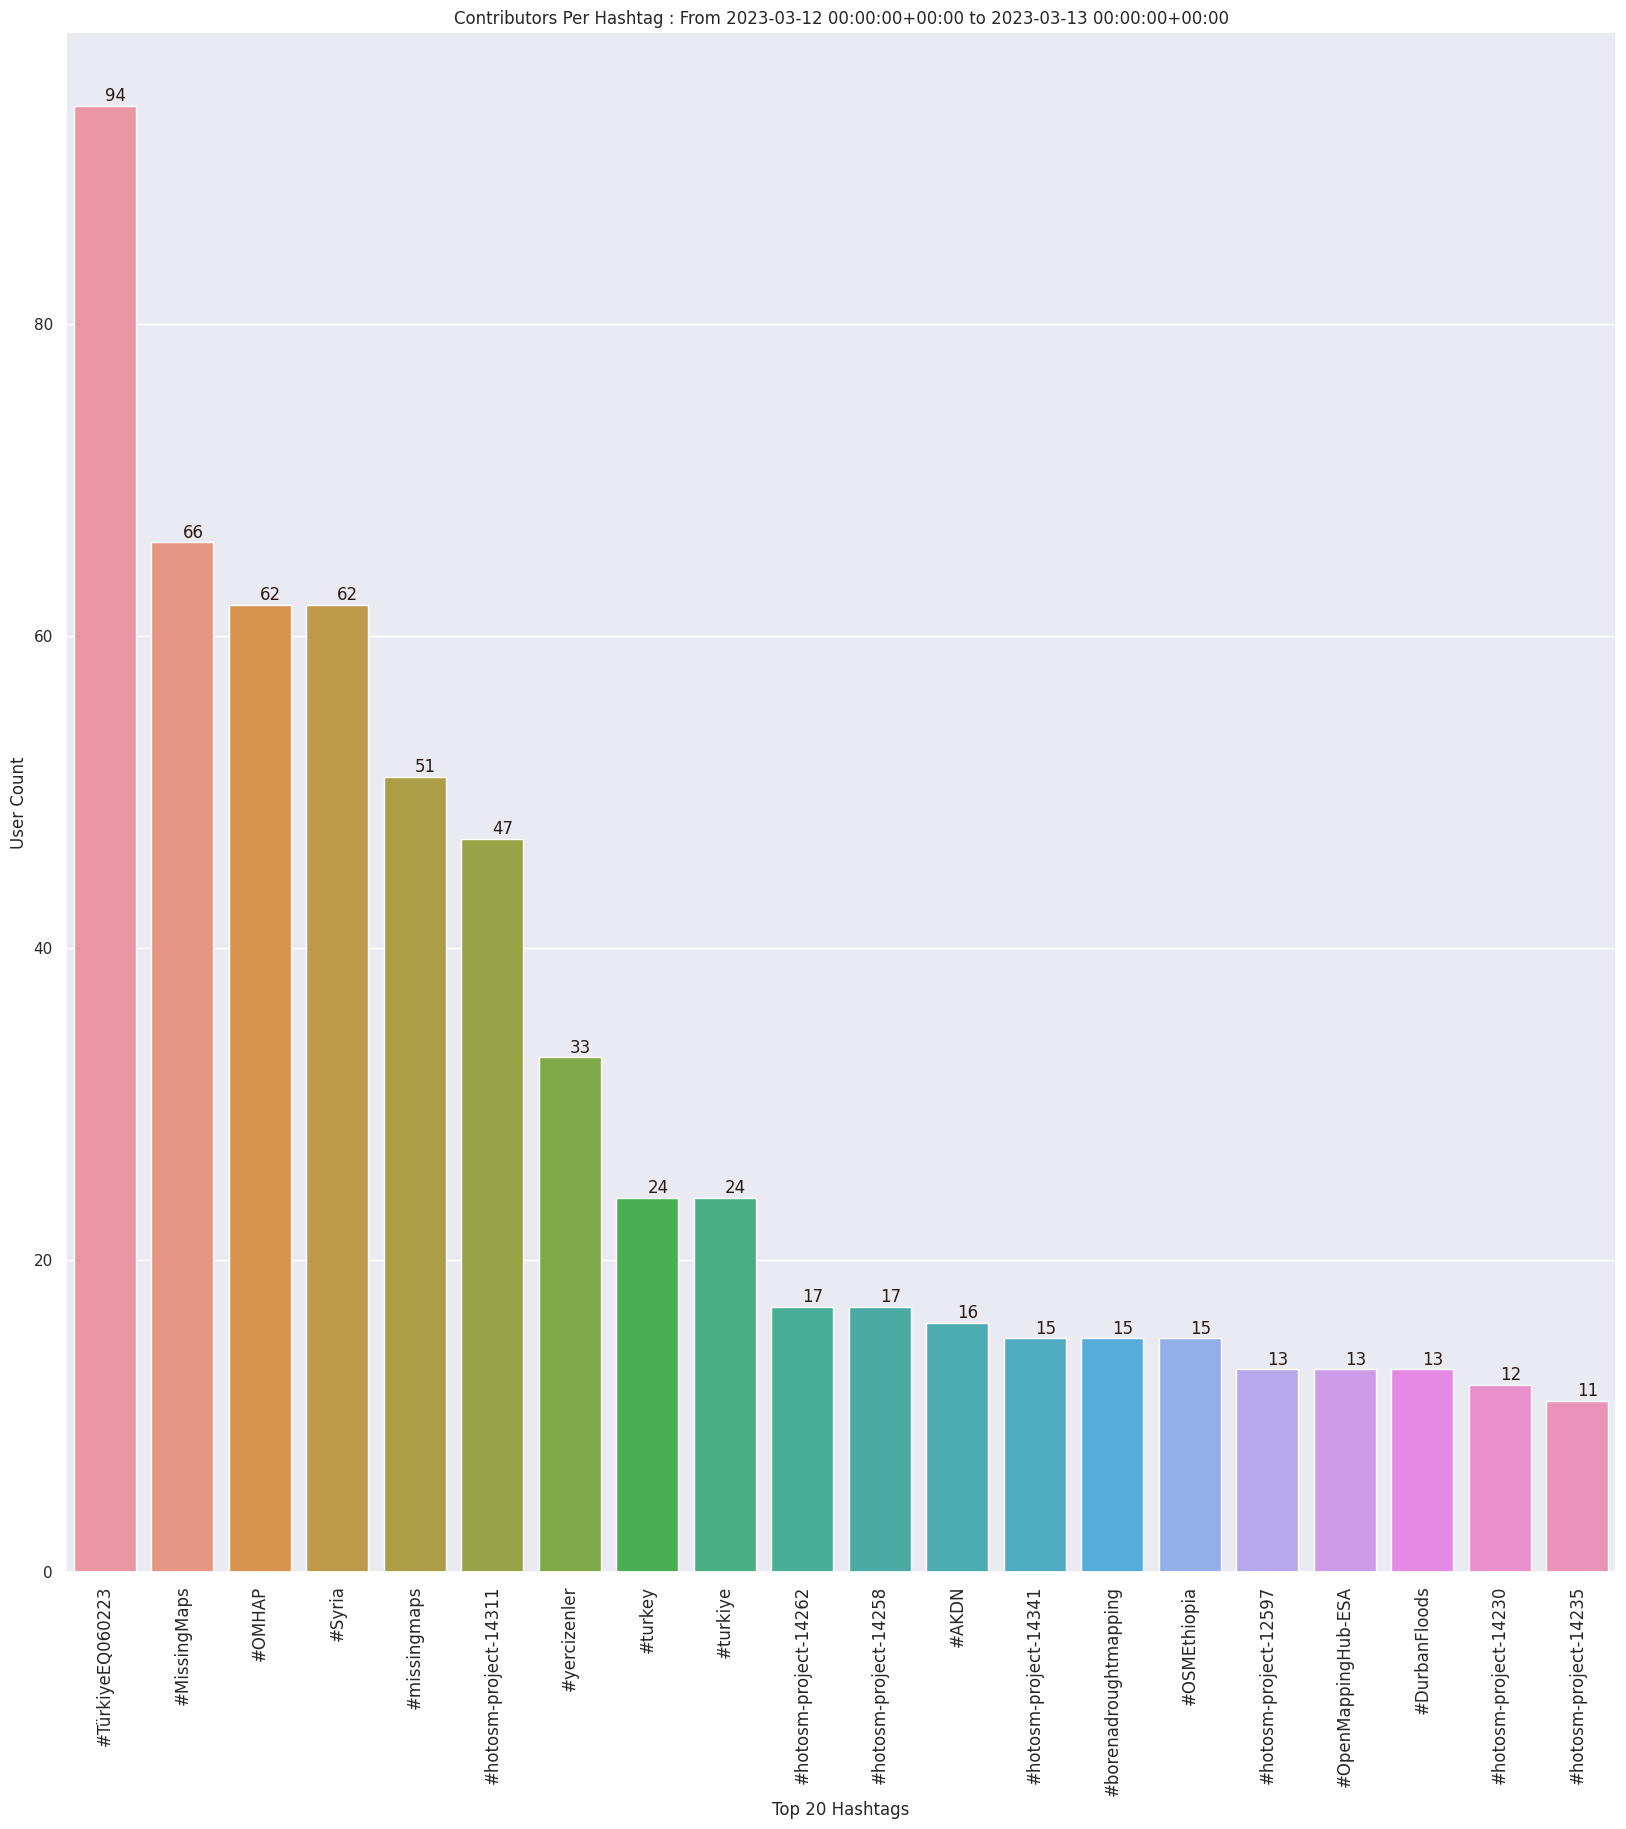 Contributors Per Hashtag : From 2023-03-12 00:00:00+00:00 to 2023-03-13 00:00:00+00:00
User Count
80
60
40
20
0
94
66
62
62
51
47
33
24
24
17
17
16
15
15
15
13
13
13
12
11
#TürkiyeEQ060223
#MissingMaps
#OMHAP
#Syria
#missingmaps
#hotosm-project-14311
#yercizenler
#turkey
#turkiye
#hotosm-project-14262
#hotosm-project-14258
#AKDN
#hotosm-project-14341
#borenadroughtmapping
#OSMEthiopia
#hotosm-project-12597
#OpenMappingHub-ESA
#DurbanFloods
#hotosm-project-14230
#hotosm-project-14235
Top 20 Hashtags